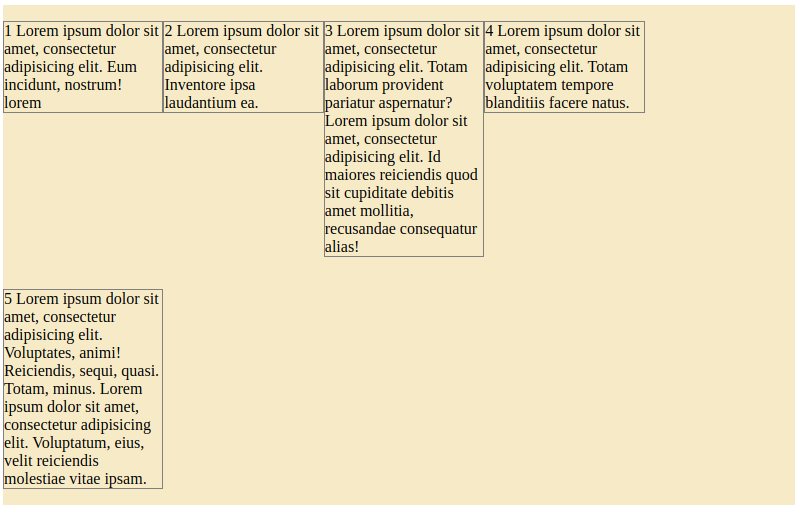 1 Lorem ipsum dolor sit
amet, consectetur
adipisicing elit. Eum
incidunt, nostrum!
lorem
2 Lorem ipsum dolor sit
amet, consectetur
adipisicing elit.
Inventore ipsa
laudantium ea.
3 Lorem ipsum dolor sit
amet, consectetur
adipisicing elit. Totam
laborum provident
pariatur aspernatur?
Lorem ipsum dolor sit
amet, consectetur
adipisicing elit. Id
maiores reiciendis quod
sit cupiditate debitis
amet mollitia,
recusandae consequatur
alias!
4 Lorem ipsum dolor sit
amet, consectetur
adipisicing elit. Totam
voluptatem tempore
blanditiis facere natus.
5 Lorem ipsum dolor sit
amet, consectetur
adipisicing elit.
Voluptates, animi!
Reiciendis, sequi, quasi.
Totam, minus. Lorem
ipsum dolor sit amet,
consectetur adipisicing
elit. Voluptatum, eius,
velit reiciendis
molestiae vitae ipsam.